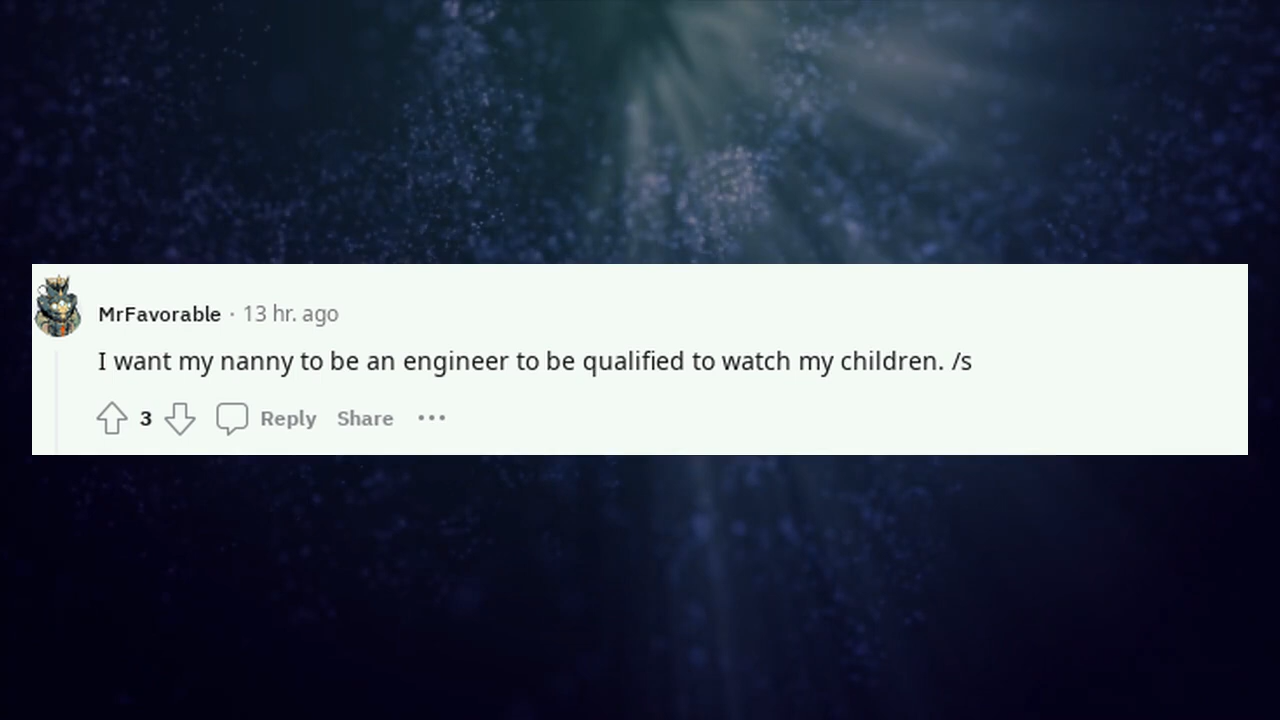 MrFavorable · 13 hr. ago
I want my nanny to be an engineer to be qualified to watch my children. /s
3 Reply Share ···